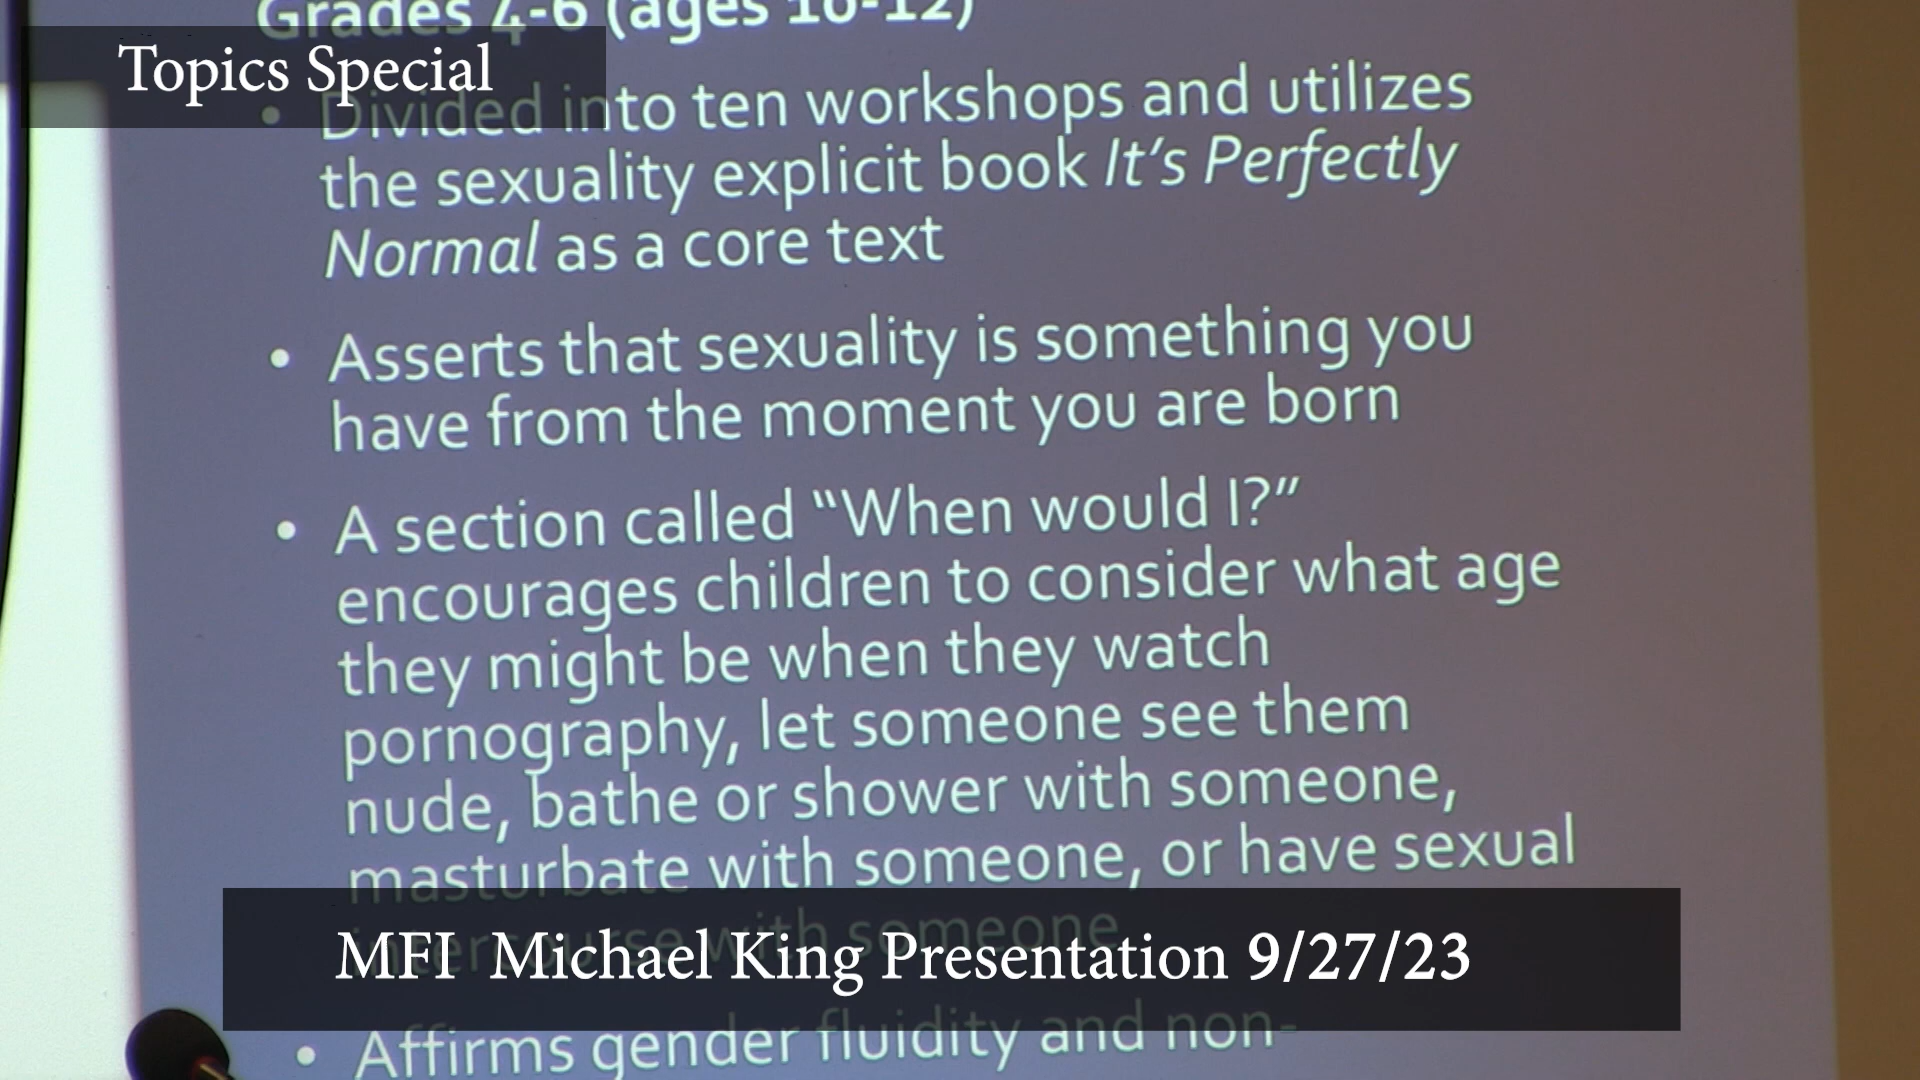 Grades 4-6 (ages 10-12)
Topics Special
• Divided into ten workshops and utilizes
the sexuality explicit book It's Perfectly
Normal as a core text
• Asserts that sexuality is something you
have from the moment you are born
• A section called “When would I?”
encourages children to consider what age
they might be when they watch
pornography, let someone see them
nude, bathe or shower with someone,
masturbate with someone, or have sexual
intercourse with someone
MFI Michael King Presentation 9/27/23
• Affirms gender fluidity and non-